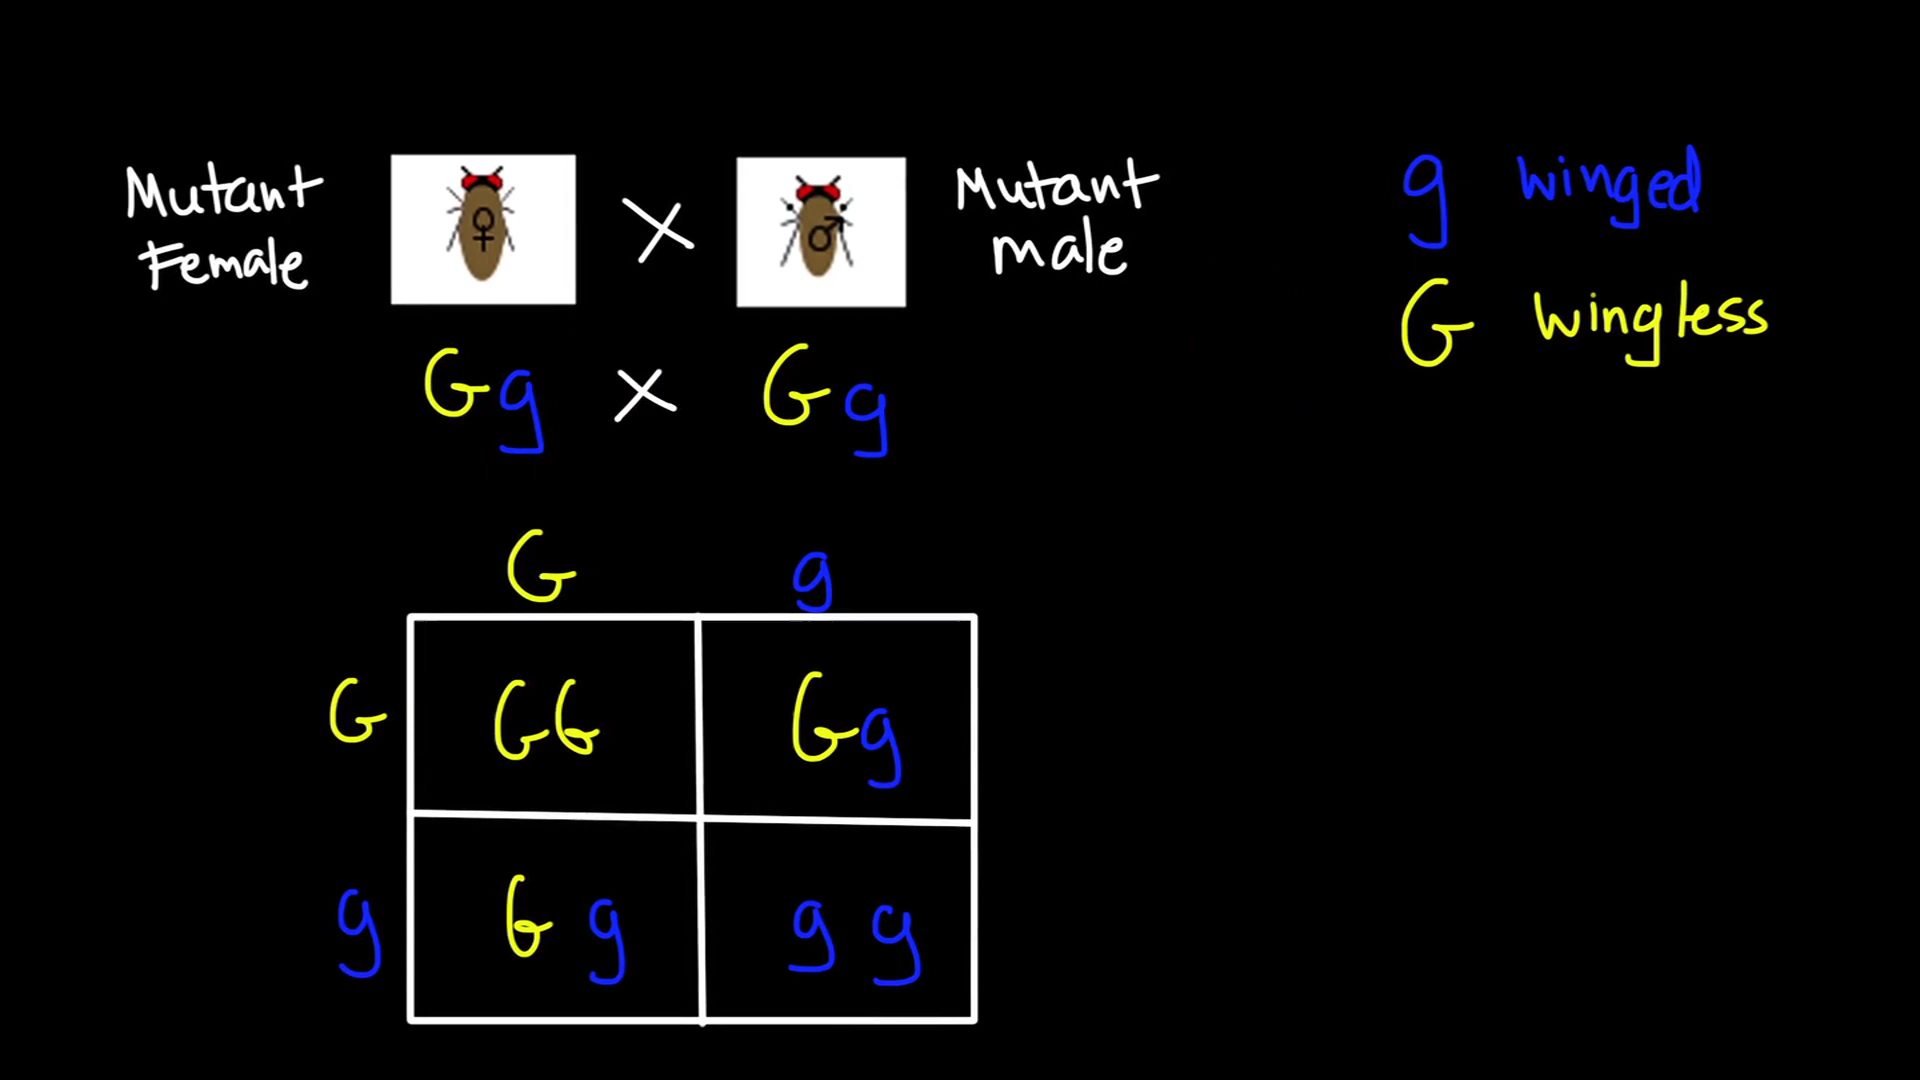 Mutant
Female
♀
X
♂
Mutant
male
g winged
G wingless
Gg X Gg
G g
G GG Gg
g Gg gg